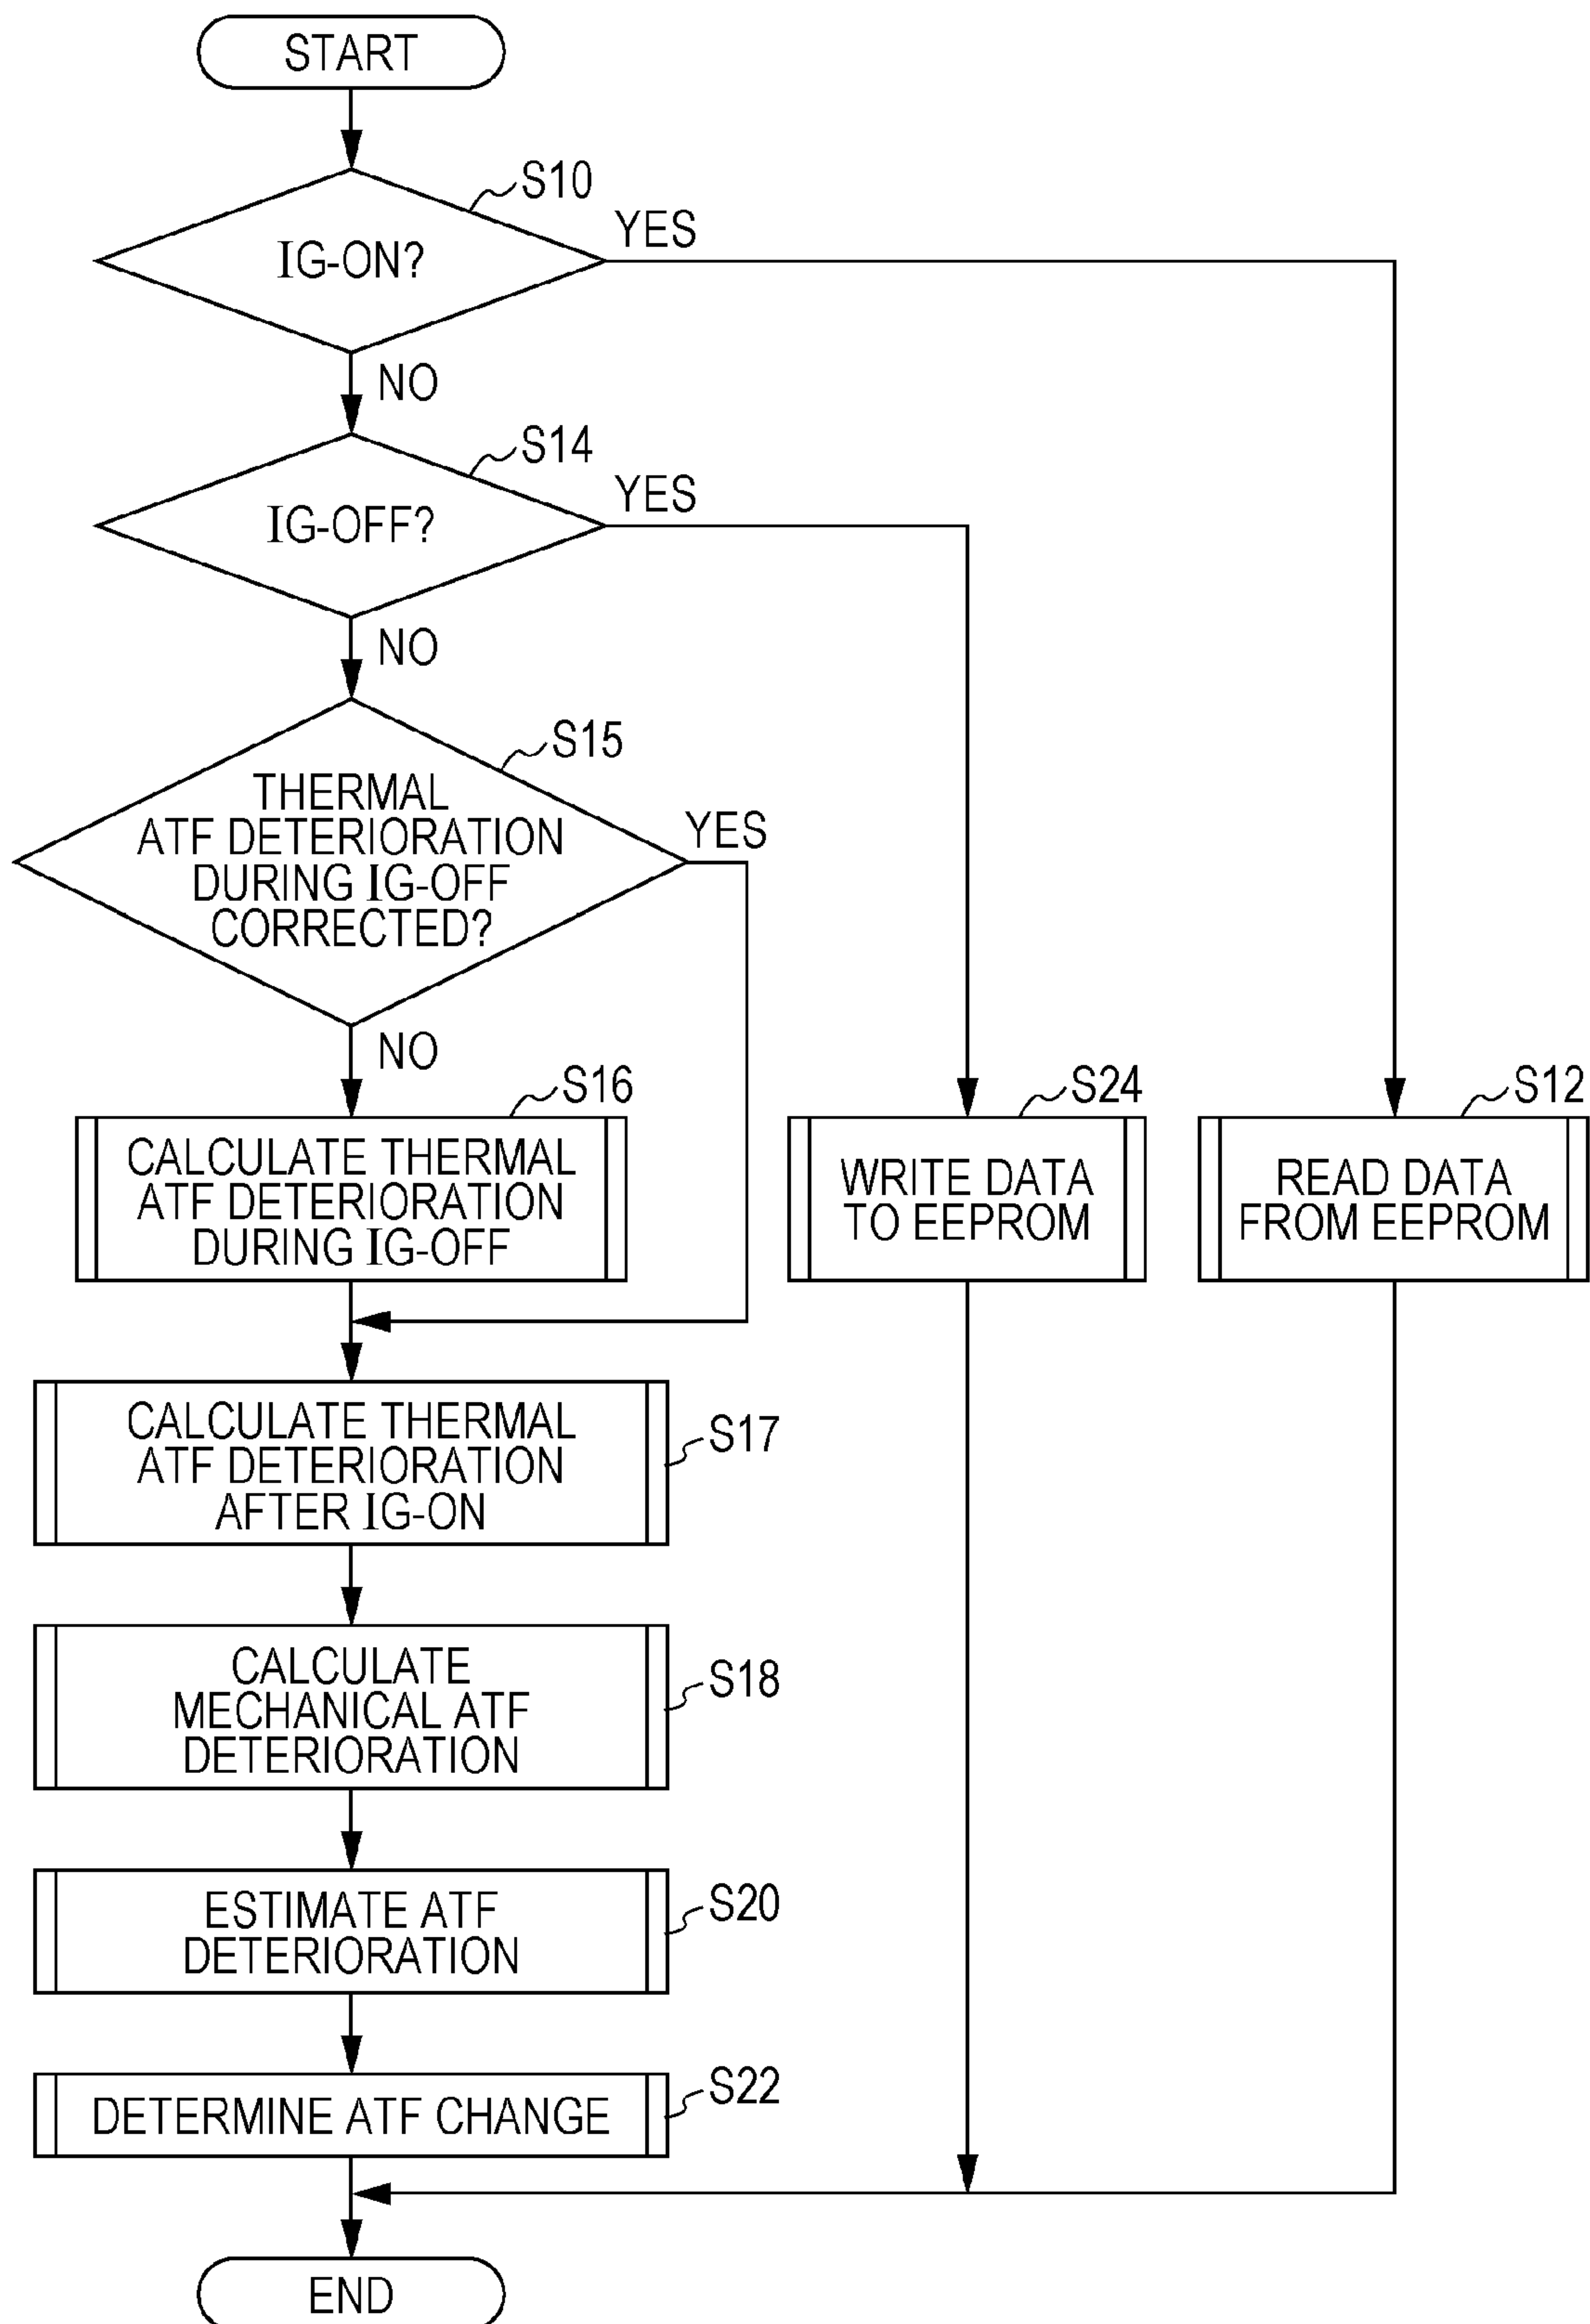 START
S10
IG-ON?
YES
NO
S14
IG-OFF?
YES
NO
S15
THERMAL
ATF DETERIORATION
DURING IG-OFF
CORRECTED?
YES
NO
S16
CALCULATE THERMAL
ATF DETERIORATION
DURING IG-OFF
S24
WRITE DATA
TO EEPROM
S12
READ DATA
FROM EEPROM
CALCULATE THERMAL
ATF DETERIORATION
AFTER IG-ON
S17
CALCULATE
MECHANICAL ATF
DETERIORATION
S18
ESTIMATE ATF
DETERIORATION
S20
DETERMINE ATF CHANGE
S22
END